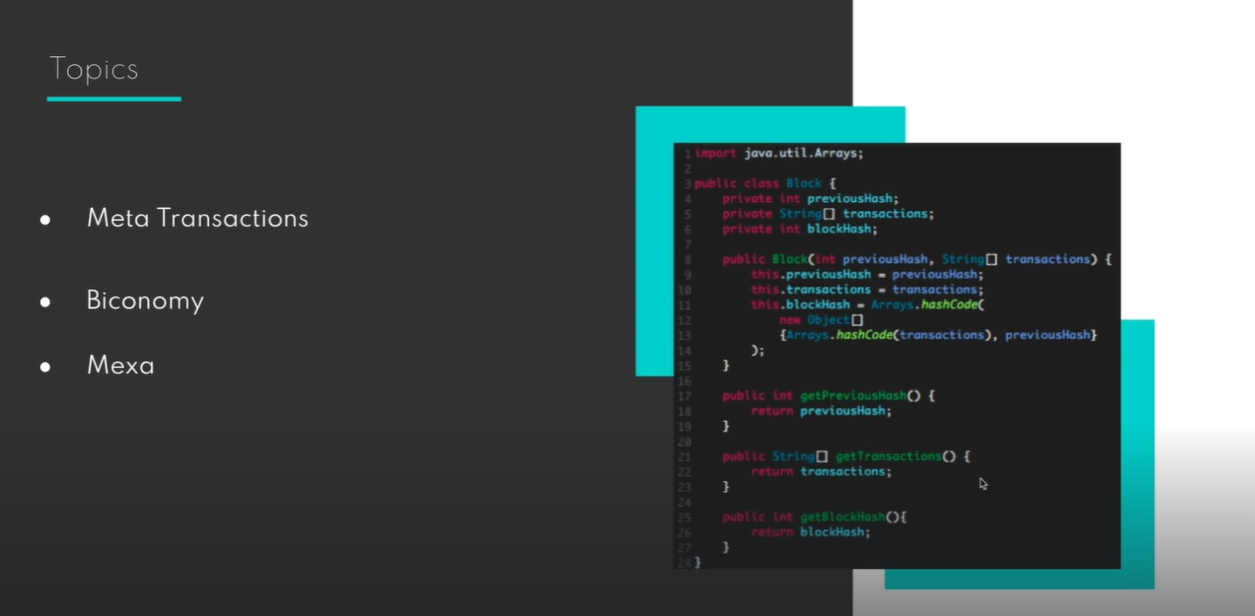 Topics
Meta Transactions
Biconomy
Mexa
1 import java.util.Arrays;
2
3 public class Block {
4     private int previousHash;
5     private String[] transactions;
6     private int blockHash;
7
8     public Block(int previousHash, String[] transactions) {
9         this.previousHash = previousHash;
10         this.transactions = transactions;
11         this.blockHash = Arrays.hashCode(
12             new Object[]
13             {Arrays.hashCode(transactions), previousHash}
14         );
15     }
16
17     public int getPreviousHash() {
18         return previousHash;
19     }
20
21     public String[] getTransactions() {
22         return transactions;
23     }
24
25     public int getBlockHash(){
26         return blockHash;
27     }
28 }